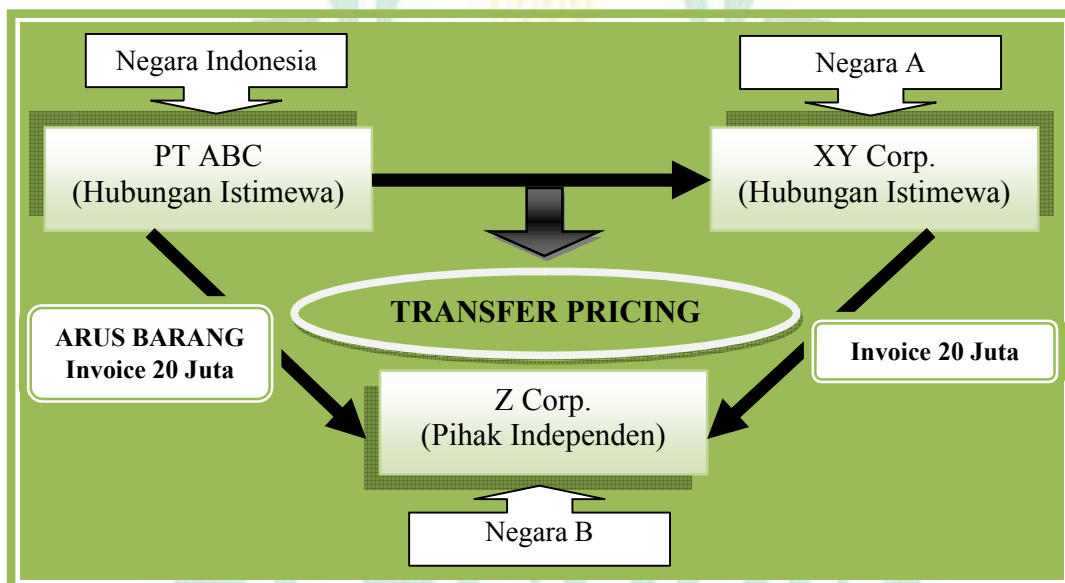 Negara Indonesia
Negara A
PT ABC
(Hubungan Istimewa)
XY Corp.
(Hubungan Istimewa)
TRANSFER PRICING
ARUS BARANG
Invoice 20 Juta
Invoice 20 Juta
Z Corp.
(Pihak Independen)
Negara B